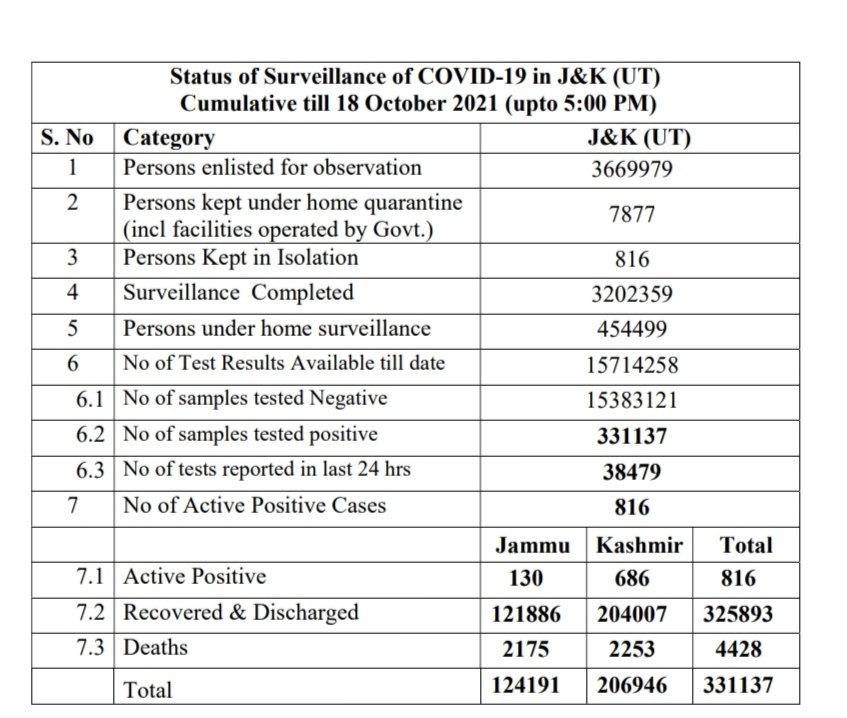 Status of Surveillance of COVID-19 in J&K (UT)
Cumulative till 18 October 2021 (upto 5:00 PM)
S. No Category J&K (UT)
1 Persons enlisted for observation 3669979
2 Persons kept under home quarantine
(incl facilities operated by Govt.) 7877
3 Persons Kept in Isolation 816
4 Surveillance Completed 3202359
5 Persons under home surveillance 454499
6 No of Test Results Available till date 15714258
6.1 No of samples tested Negative 15383121
6.2 No of samples tested positive 331137
6.3 No of tests reported in last 24 hrs 38479
7 No of Active Positive Cases 816
Jammu Kashmir Total
7.1 Active Positive 130 686 816
7.2 Recovered & Discharged 121886 204007 325893
7.3 Deaths 2175 2253 4428
Total 124191 206946 331137